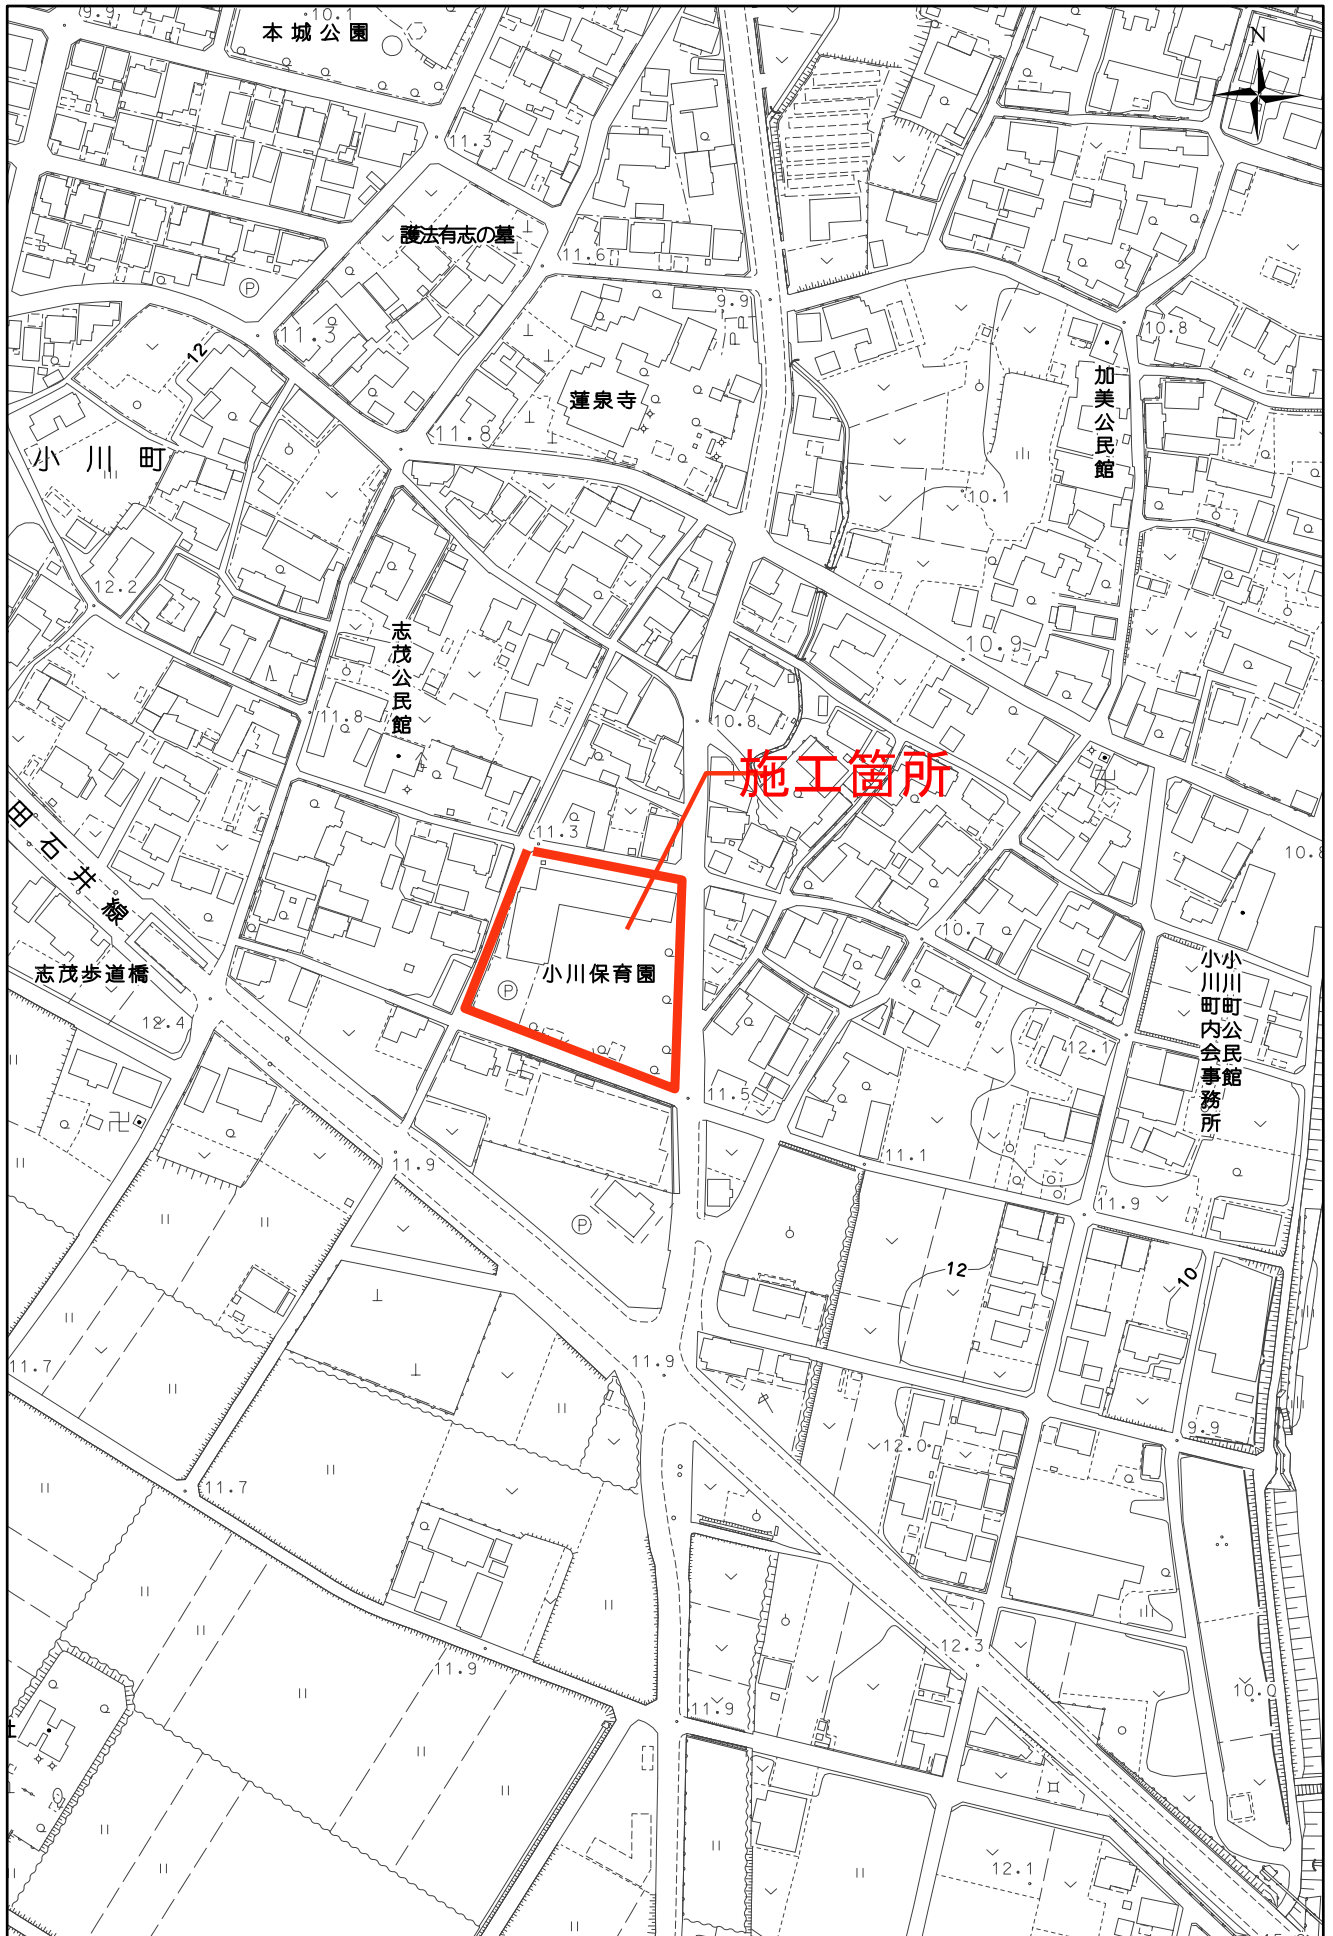 9.9
10.1
本城公園
N
11.3
護法有志の墓
11.6
P
9.9
11.3
10.8
12
加美公民館
蓮泉寺
11.8
小川町
10.1
12.2
志茂公民館
10.9
11.8
10.8
施工箇所
11.3
10.8
田石井線
10.7
小川町公民館
小川町内会事務所
志茂歩道橋
小川保育園
P
12.4
12.1
11.5
11.9
11.1
11.9
P
12
10
11.7
11.9
9.9
12.0
11.7
12.3
11.9
10.0
11.9
12.1